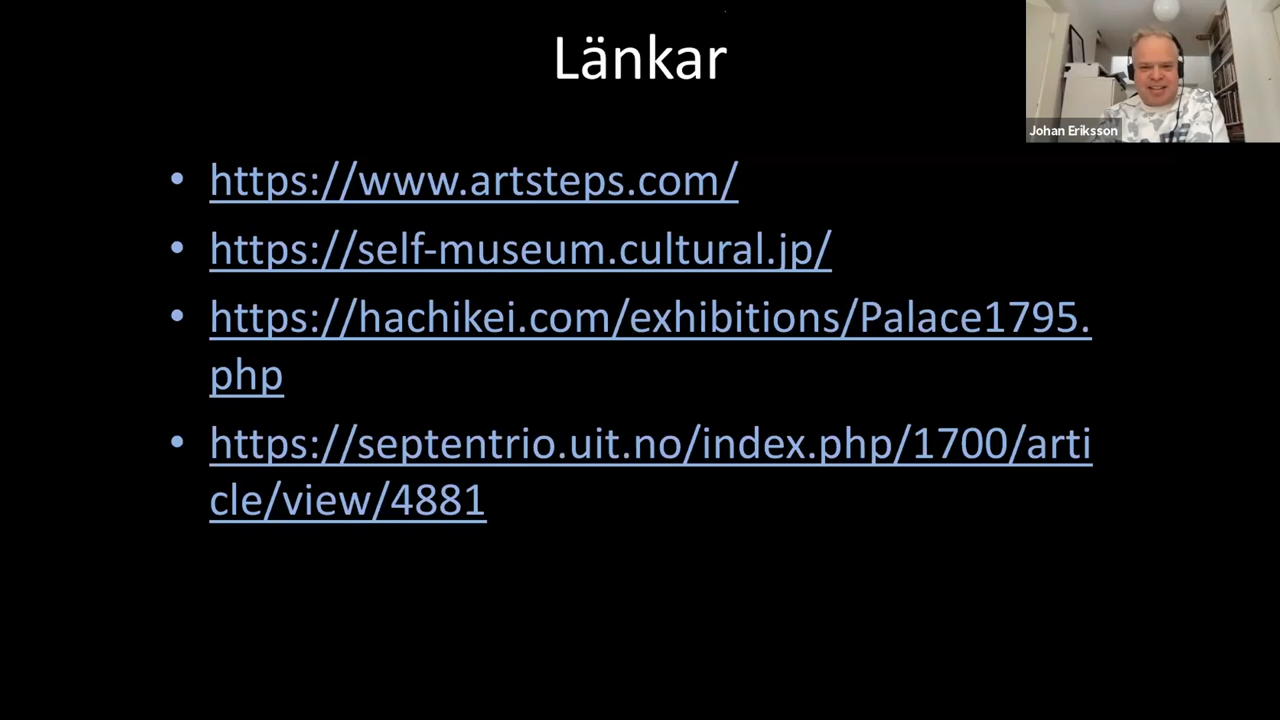 Länkar
Johan Eriksson
• https://www.artsteps.com/
• https://self-museum.cultural.jp/
• https://hachikei.com/exhibitions/Palace1795.
php
• https://septentrio.uit.no/index.php/1700/arti
cle/view/4881